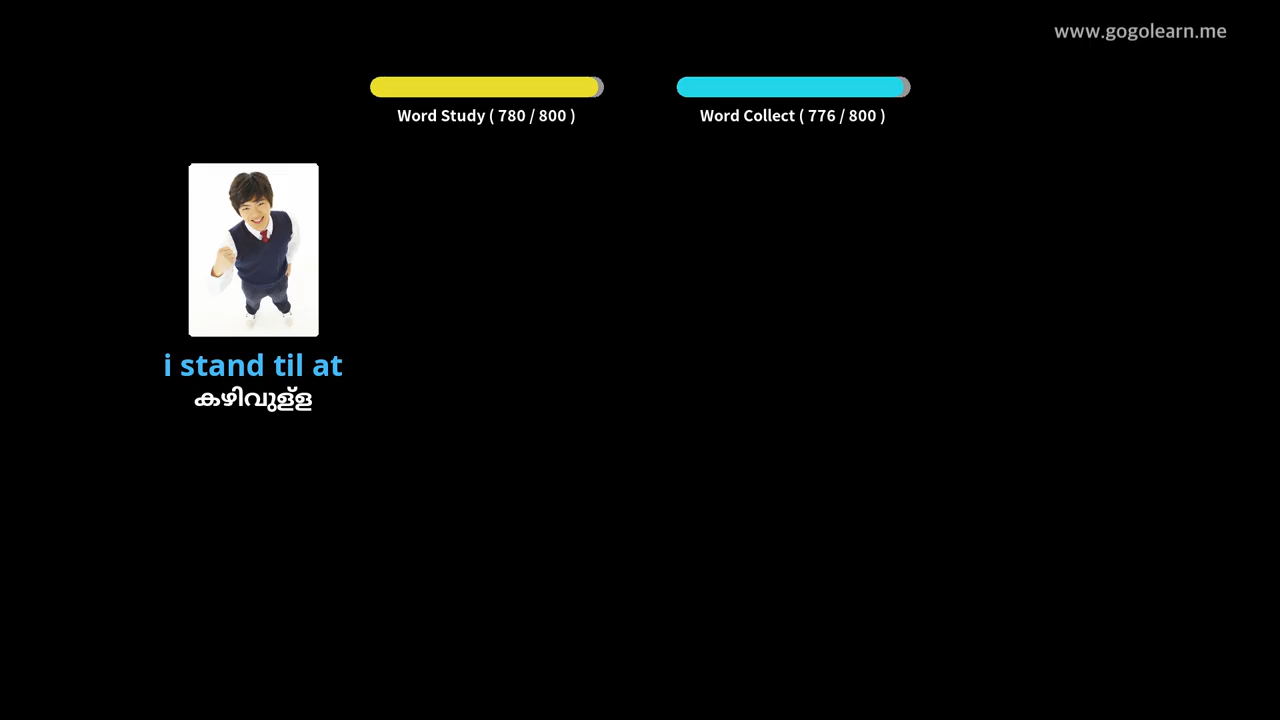 www.gogolearn.me
Word Study ( 780 / 800 )
Word Collect ( 776 / 800 )
i stand til at
കഴിവുള്ള